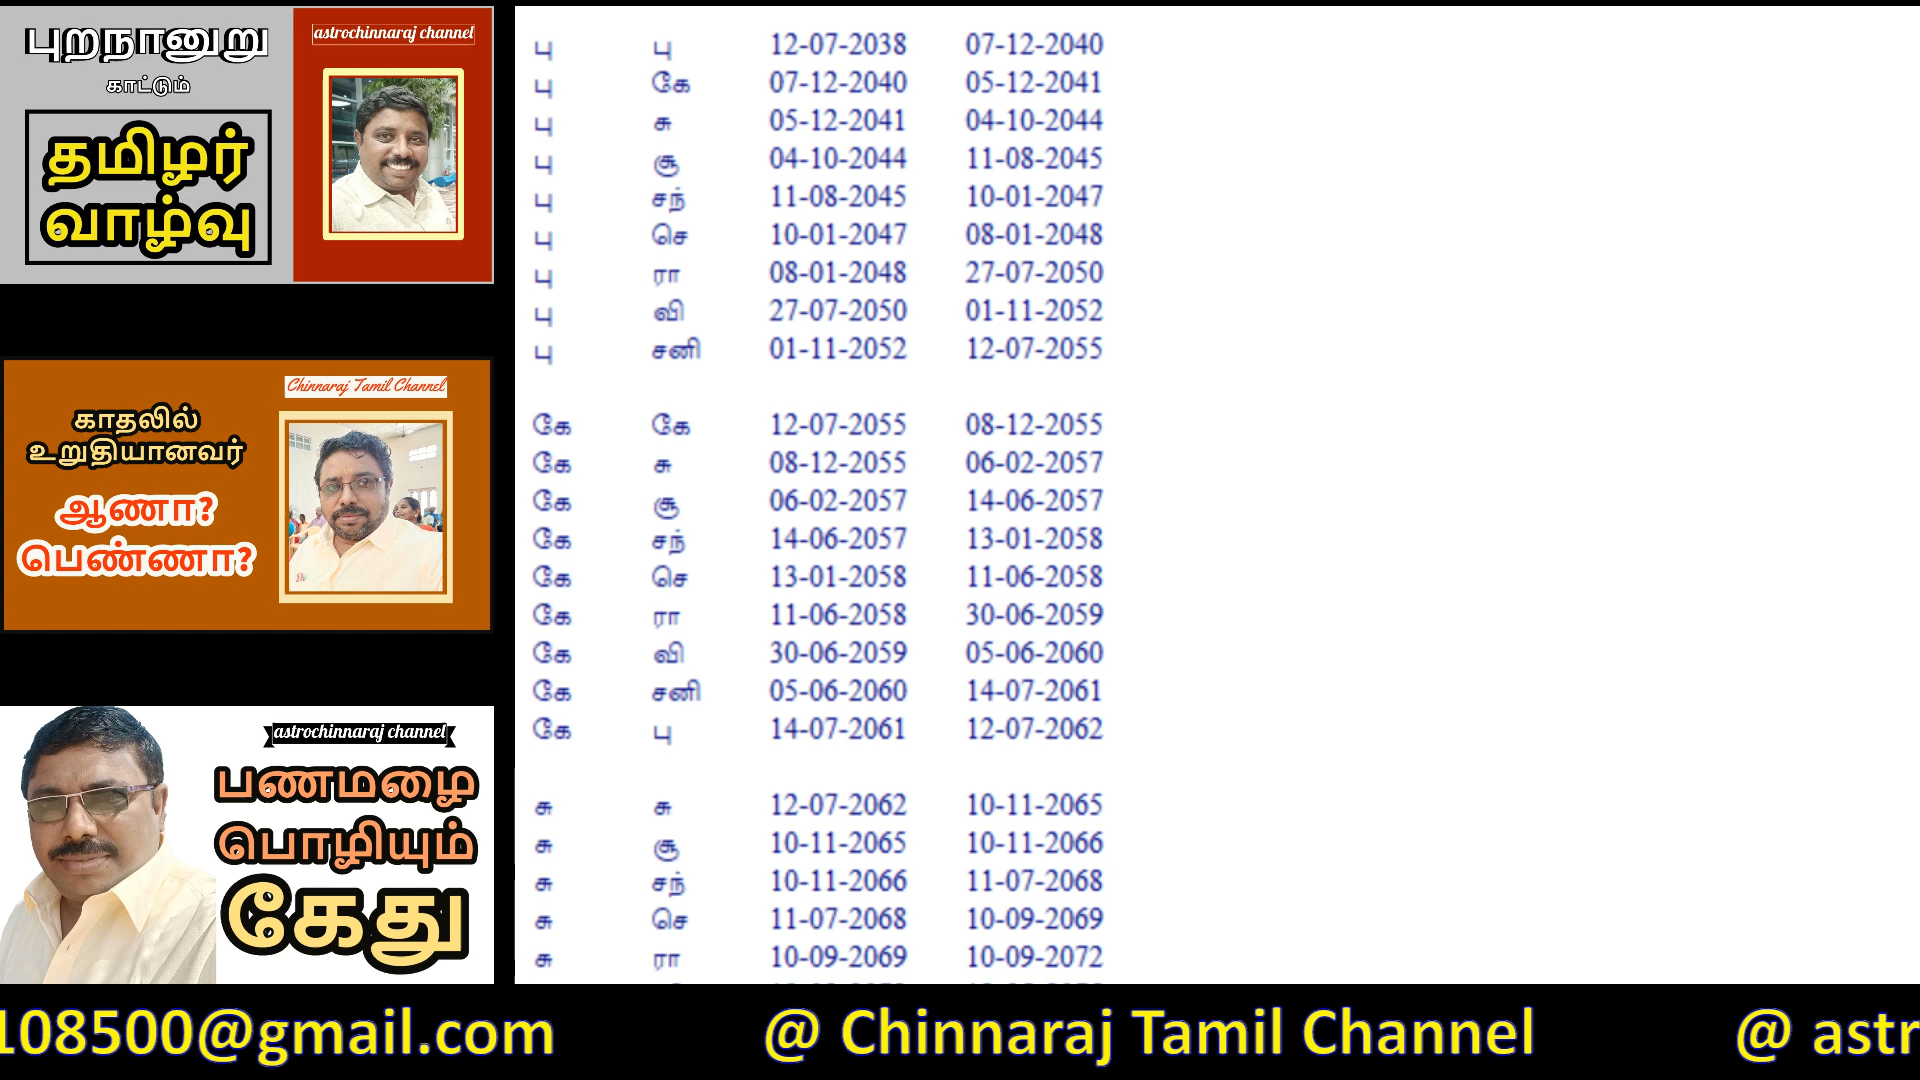 புறநானுறு
காட்டும்
தமிழர்
வாழ்வு
astrochinnaraj channel
Chinnaraj Tamil Channel
காதலில்
உறுதியானவர்
ஆணா?
பெண்ணா?
astrochinnaraj channel
பணமழை
பொழியும்
கேது
பு பு 12-07-2038 07-12-2040
பு கே 07-12-2040 05-12-2041
பு சு 05-12-2041 04-10-2044
பு சூ 04-10-2044 11-08-2045
பு சந் 11-08-2045 10-01-2047
பு செ 10-01-2047 08-01-2048
பு ரா 08-01-2048 27-07-2050
பு வி 27-07-2050 01-11-2052
பு சனி 01-11-2052 12-07-2055
கே கே 12-07-2055 08-12-2055
கே சு 08-12-2055 06-02-2057
கே சூ 06-02-2057 14-06-2057
கே சந் 14-06-2057 13-01-2058
கே செ 13-01-2058 11-06-2058
கே ரா 11-06-2058 30-06-2059
கே வி 30-06-2059 05-06-2060
கே சனி 05-06-2060 14-07-2061
கே பு 14-07-2061 12-07-2062
சு சு 12-07-2062 10-11-2065
சு சூ 10-11-2065 10-11-2066
சு சந் 10-11-2066 11-07-2068
சு செ 11-07-2068 10-09-2069
சு ரா 10-09-2069 10-09-2072
108500@gmail.com @ Chinnaraj Tamil Channel @ astr